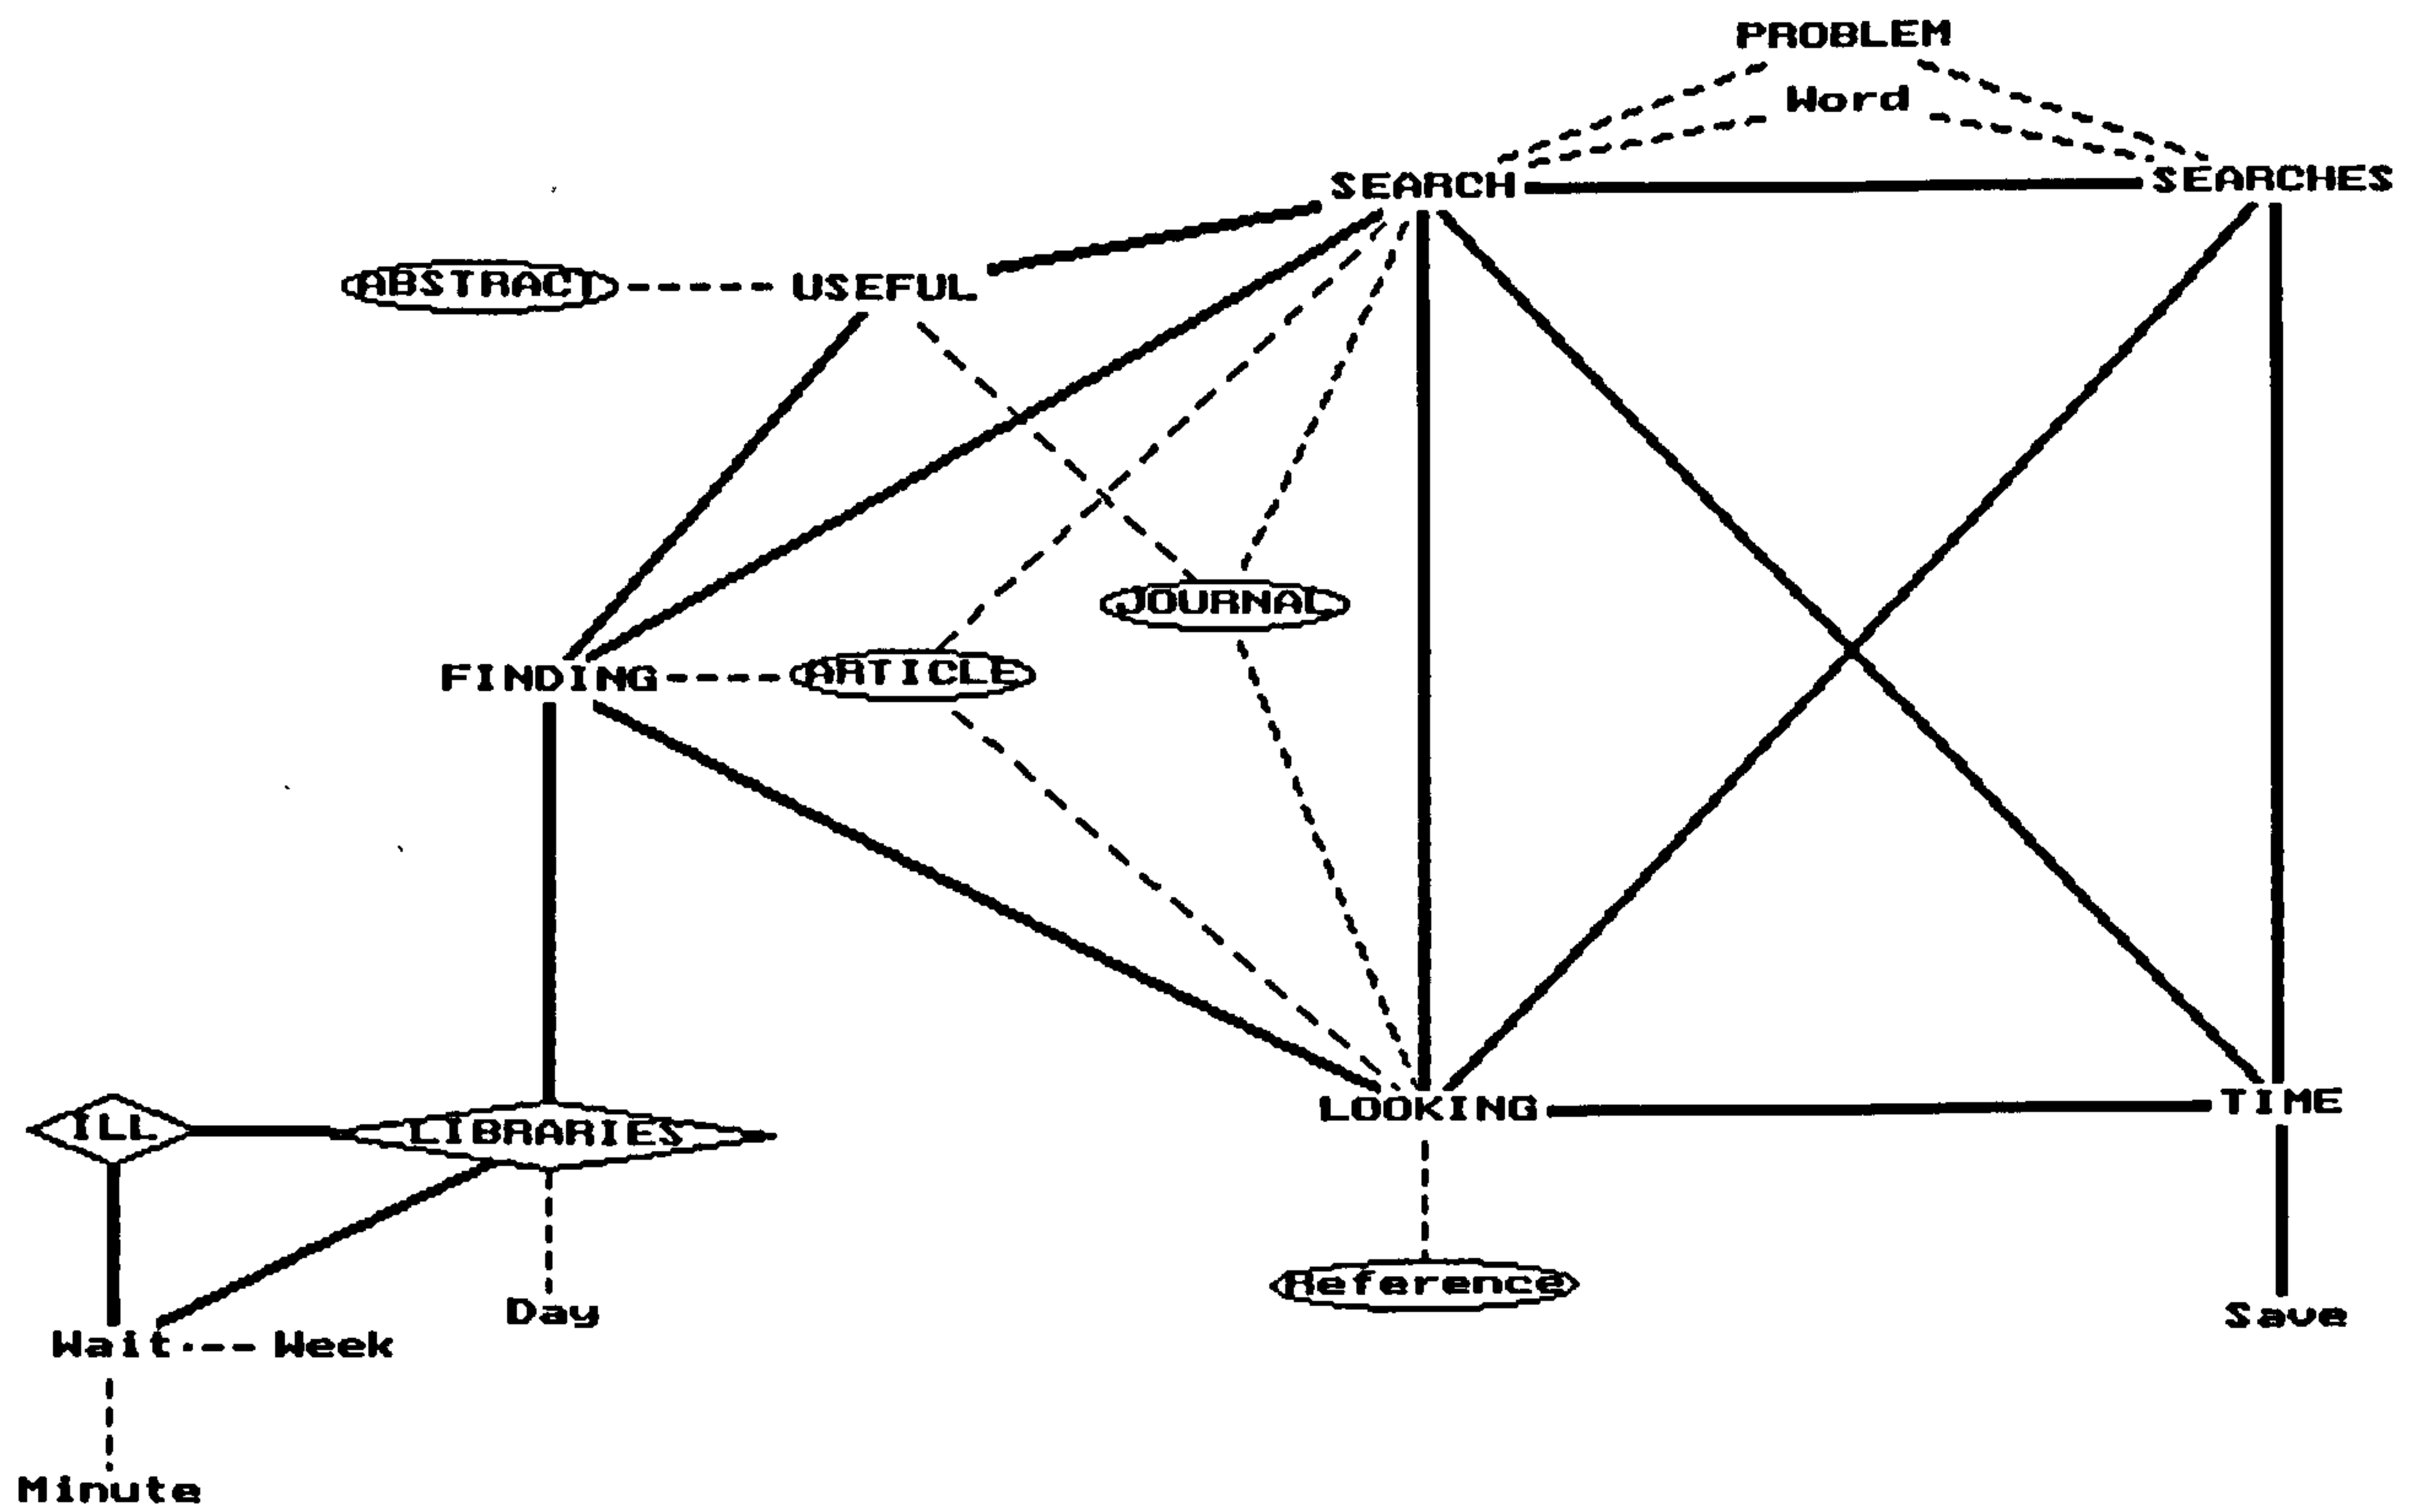 PROBLEM
Word
SEARCH
SEARCHES
ABSTRACT
USEFUL
JOURNAL
FINDING
ARTICLE
LOOKING
TIME
ILL
LIBRARIES
Reference
Day
Save
Wait
Week
Minute